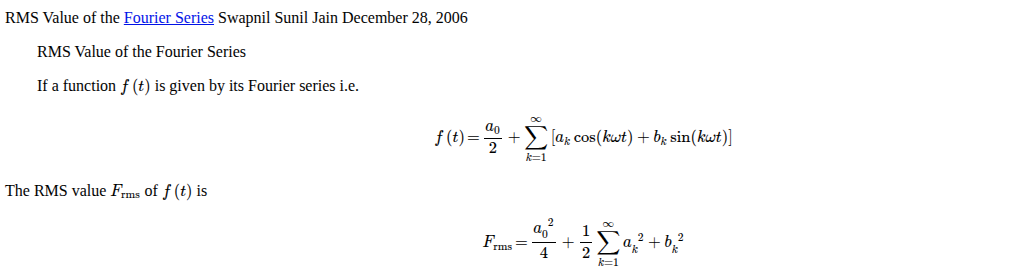 RMS Value of the Fourier Series Swapnil Sunil Jain December 28, 2006
RMS Value of the Fourier Series
If a function f (t) is given by its Fourier series i.e.
f (t) = a₀/2 + ∑_{k=1}^{∞} [aₖ cos(kωt) + bₖ sin(kωt)]
The RMS value F_rms of f (t) is
F_rms = a₀²/4 + 1/2 ∑_{k=1}^{∞} aₖ² + bₖ²